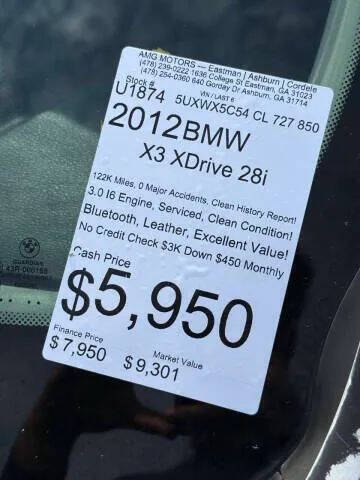 AMG MOTORS — Eastman | Ashburn | Cordele
(478) 239-0222 1636 College St Eastman, GA 31023
(478) 254-0360 640 Gorday Dr Ashburn, GA 31714
Stock # VIN / LAST 6
U1874 5UXWX5C54 CL 727 850
2012BMW
X3 XDrive 28i
122K Miles, 0 Major Accidents, Clean History Report!
3.0 I6 Engine, Serviced, Clean Condition!
Bluetooth, Leather, Excellent Value!
No Credit Check $3K Down $450 Monthly
Cash Price
$5,950
Finance Price Market Value
$7,950 $9,301
GUARDIAN